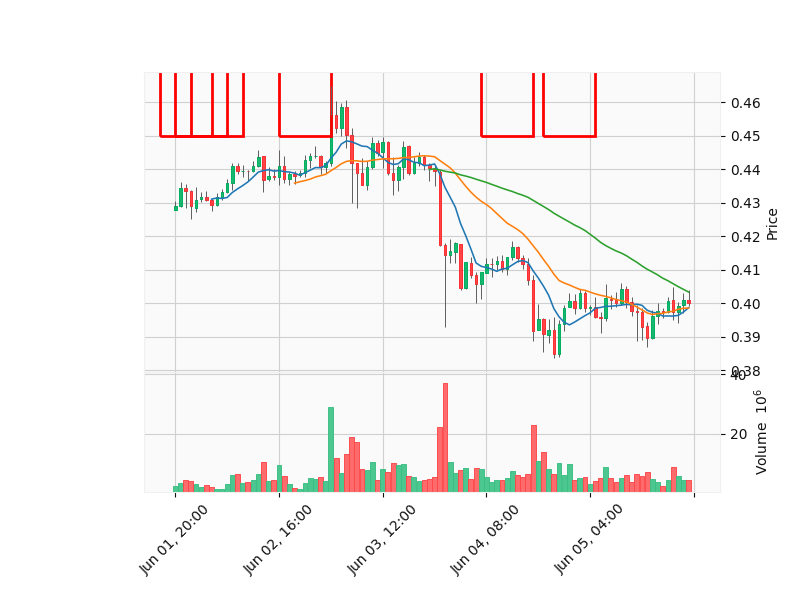 0.46
0.45
0.44
0.43
0.42
0.41
0.40
0.39
0.38
Price
40
20
Volume 10⁶
Jun 01, 20:00
Jun 02, 16:00
Jun 03, 12:00
Jun 04, 08:00
Jun 05, 04:00